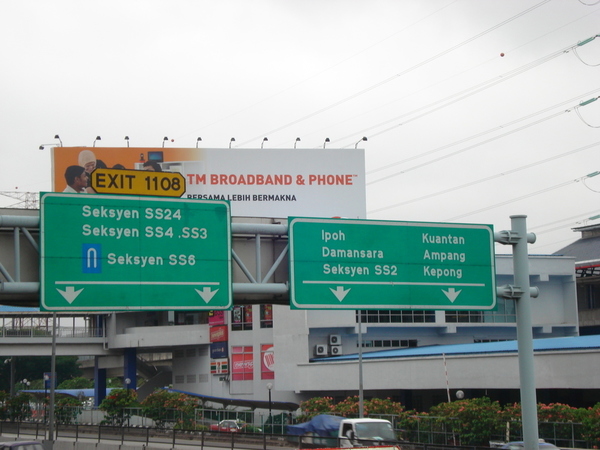 TM BROADBAND & PHONE™
BERSAMA LEBIH BERMAKNA
EXIT 1108
Seksyen SS24
Seksyen SS4 .SS3
Seksyen SS6
Ipoh
Damansara
Seksyen SS2
Kuantan
Ampang
Kepong